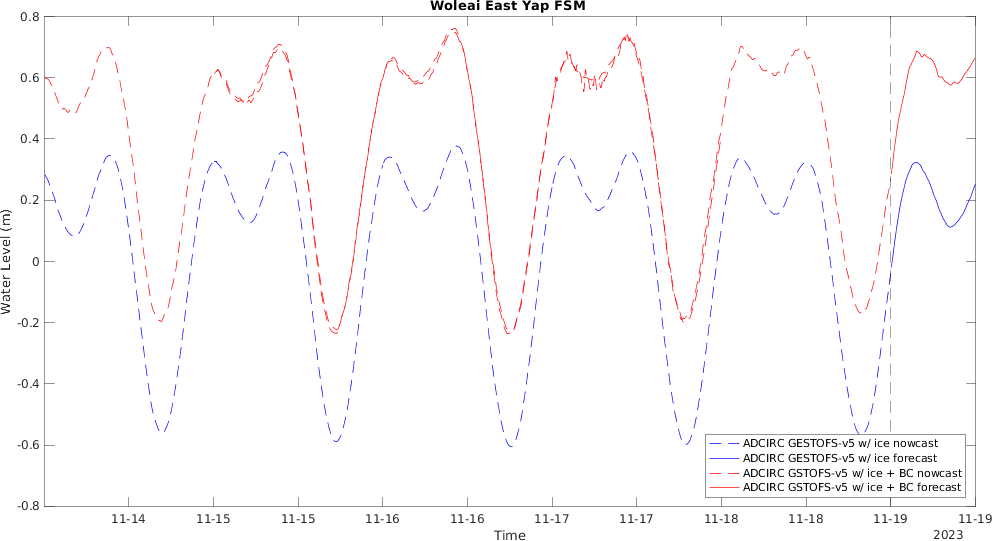 Woleai East Yap FSM
0.8
0.6
0.4
0.2
0
-0.2
-0.4
-0.6
-0.8
Water Level (m)
ADCIRC GESTOFS-v5 w/ ice nowcast
ADCIRC GESTOFS-v5 w/ ice forecast
ADCIRC GSTOFS-v5 w/ ice + BC nowcast
ADCIRC GSTOFS-v5 w/ ice + BC forecast
11-14 11-15 11-15 11-16 11-16 11-17 11-17 11-18 11-18 11-19 11-19
Time
2023